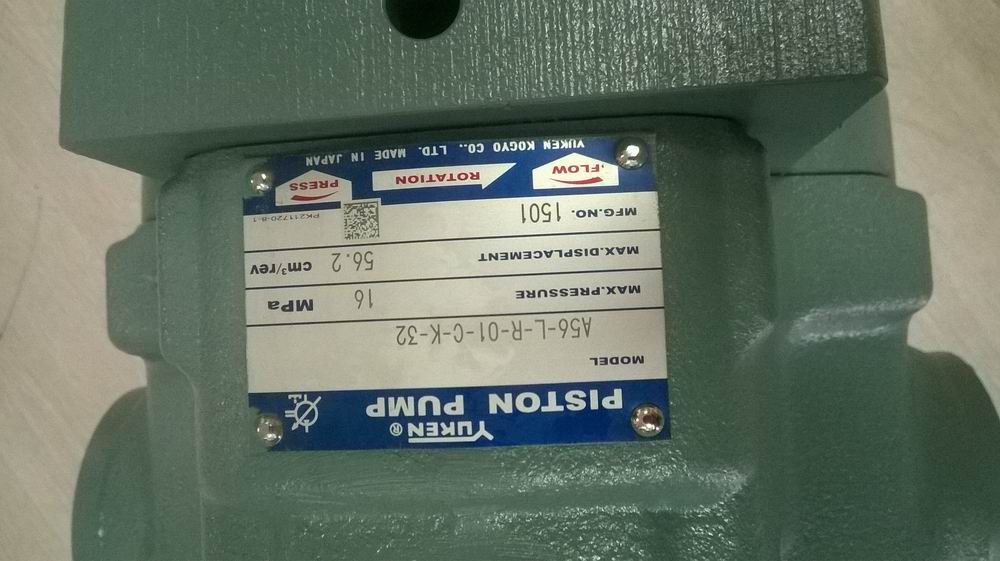 YUKEN®
PISTON PUMP
MODEL
A56-L-R-01-C-K-32
MAX.PRESSURE 16 MPa
MAX.DISPLACEMENT 56.2 cm³/rev
MFG.NO. 1501
PK211720-8-1
FLOW ROTATION PRESS
YUKEN KOGYO CO., LTD. MADE IN JAPAN